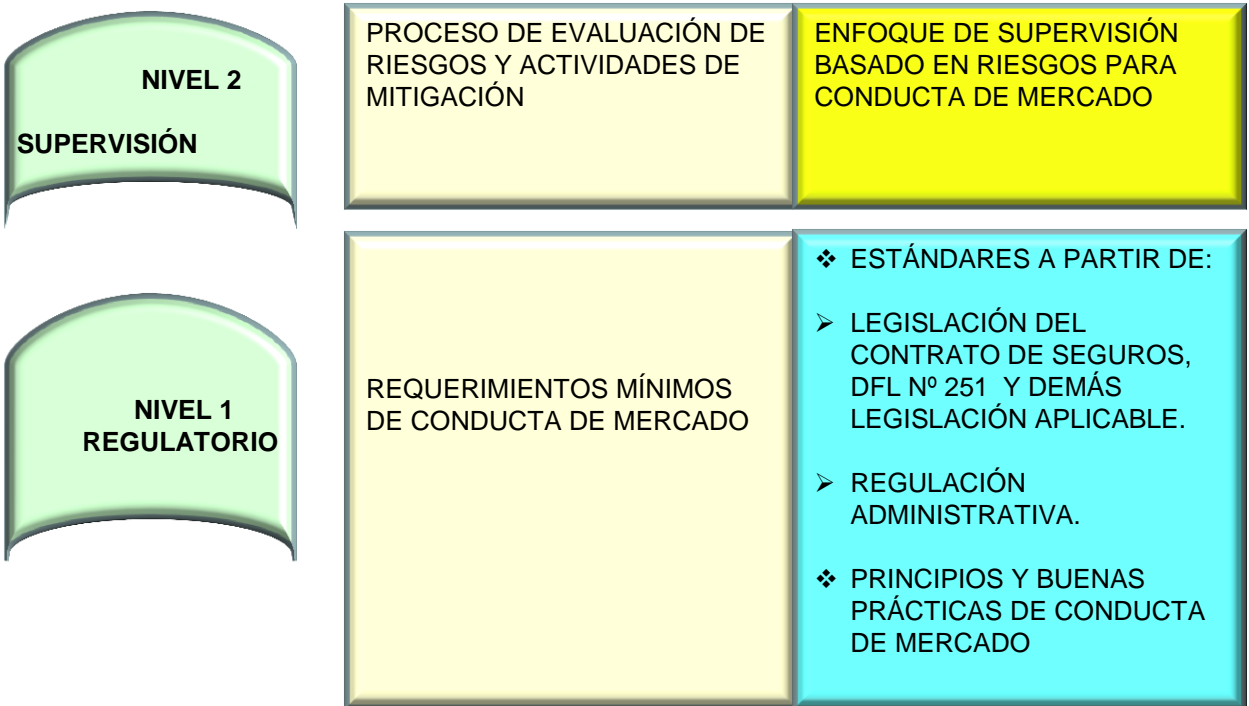 NIVEL 2
SUPERVISIÓN
PROCESO DE EVALUACIÓN DE
RIESGOS Y ACTIVIDADES DE
MITIGACIÓN
ENFOQUE DE SUPERVISIÓN
BASADO EN RIESGOS PARA
CONDUCTA DE MERCADO
NIVEL 1
REGULATORIO
REQUERIMIENTOS MÍNIMOS
DE CONDUCTA DE MERCADO
❖ ESTÁNDARES A PARTIR DE:
➢ LEGISLACIÓN DEL
CONTRATO DE SEGUROS,
DFL Nº 251 Y DEMÁS
LEGISLACIÓN APLICABLE.
➢ REGULACIÓN
ADMINISTRATIVA.
❖ PRINCIPIOS Y BUENAS
PRÁCTICAS DE CONDUCTA
DE MERCADO